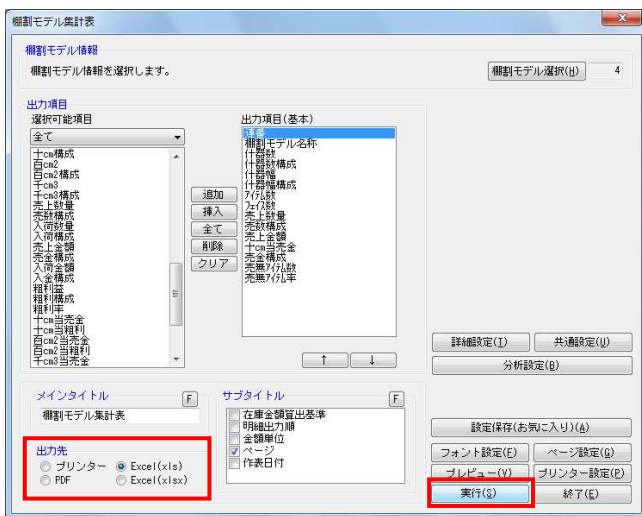 棚割モデル集計表
棚割モデル情報
棚割モデル情報を選択します。
棚割モデル選択(H)
4
出力項目
選択可能項目
全て
十cm構成
百cm2
百cm2構成
千cm3
千cm3構成
売上数量
売数構成
入荷数量
入荷構成
売上金額
売金構成
入荷金額
入金構成
粗利益
粗利構成
粗利率
十cm当売金
十cm当粗利
百cm2当売金
百cm2当粗利
千cm3当売金
追加
挿入
全て
削除
クリア
出力項目(基本)
連番
棚割モデル名称
什器数
什器数構成
什器幅
什器幅構成
アイテム数
フェイス数
売上数量
売数構成
売上金額
十cm当売金
売金構成
売無アイテム数
売無アイテム率
↑
↓
詳細設定(I)
共通設定(U)
分析設定(B)
メインタイトル
F
棚割モデル集計表
サブタイトル
F
在庫金額算出基準
明細出力順
金額単位
ページ
作表日付
出力先
プリンター
Excel(xls)
PDF
Excel(xlsx)
設定保存(お気に入り)(A)
フォント設定(F)
ページ設定(G)
プレビュー(V)
プリンター設定(P)
実行(S)
終了(E)